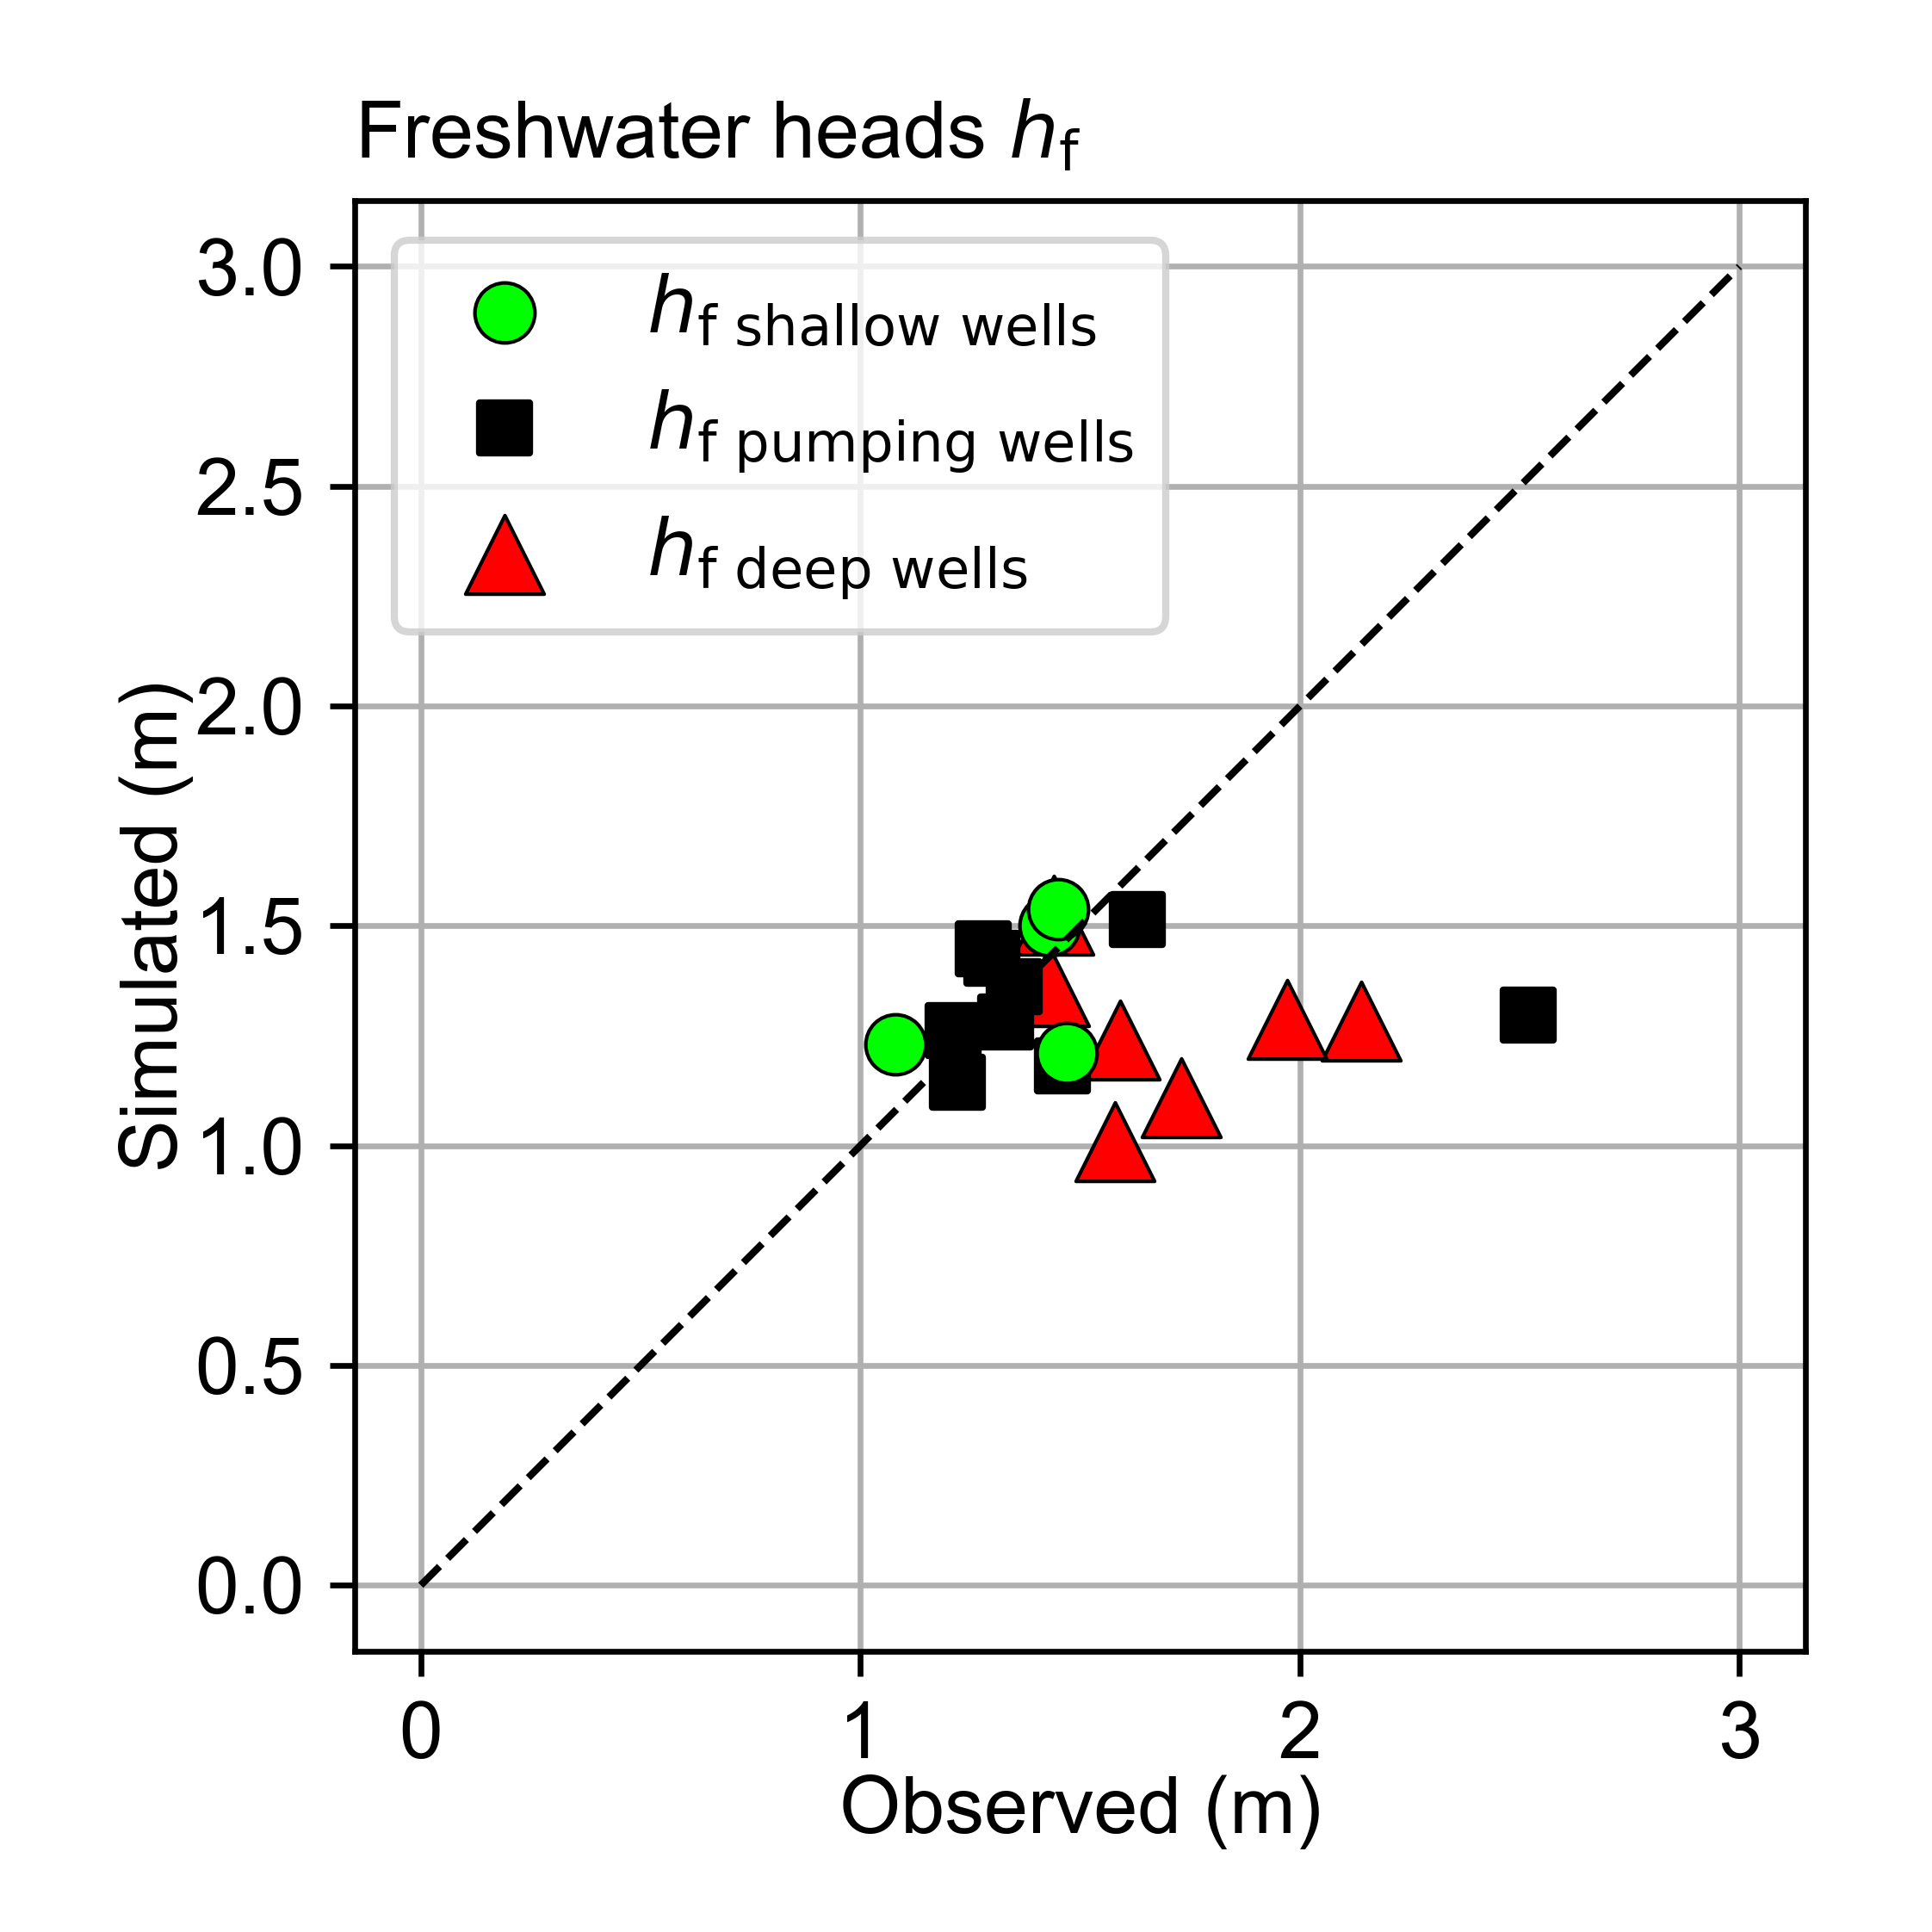 Freshwater heads hf
3.0
2.5
2.0
1.5
1.0
0.5
0.0
Simulated (m)
hf shallow wells
hf pumping wells
hf deep wells
0 1 2 3
Observed (m)